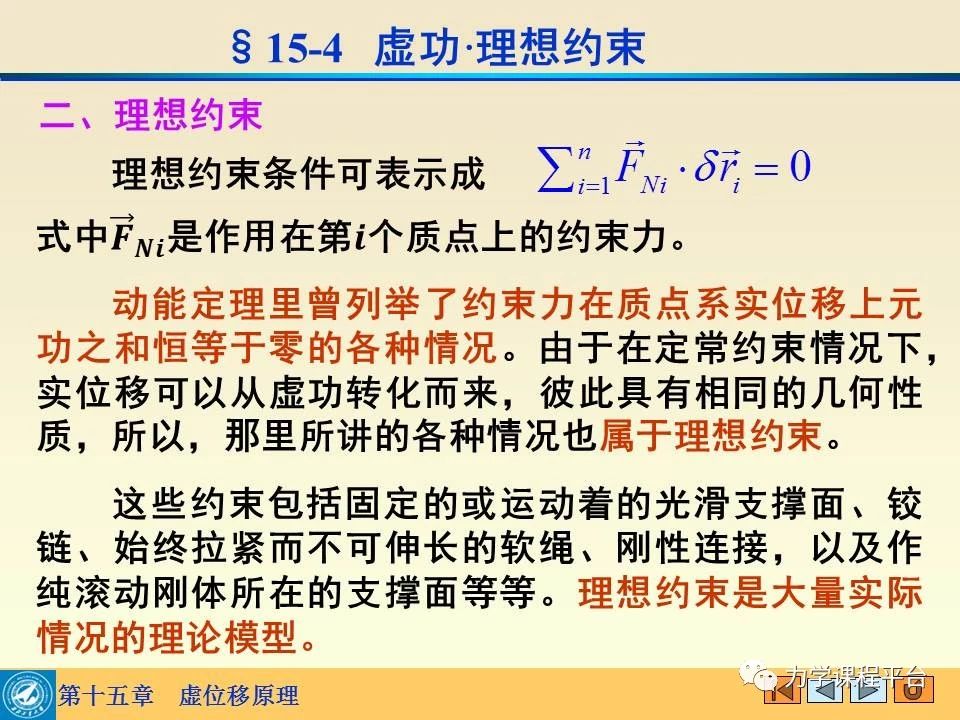 §15-4 虚功·理想约束
二、理想约束
理想约束条件可表示成 $\sum_{i=1}^{n} \vec{F}_{Ni} \cdot \delta \vec{r}_i = 0$
式中$\vec{F}_{Ni}$是作用在第i个质点上的约束力。
动能定理里曾列举了约束力在质点系实位移上元
功之和恒等于零的各种情况。由于在定常约束情况下，
实位移可以从虚功转化而来，彼此具有相同的几何性
质，所以，那里所讲的各种情况也属于理想约束。
这些约束包括固定的或运动着的光滑支撑面、铰
链、始终拉紧而不可伸长的软绳、刚性连接，以及作
纯滚动刚体所在的支撑面等等。理想约束是大量实际
情况的理论模型。
第十五章 虚位移原理
力学课程平台